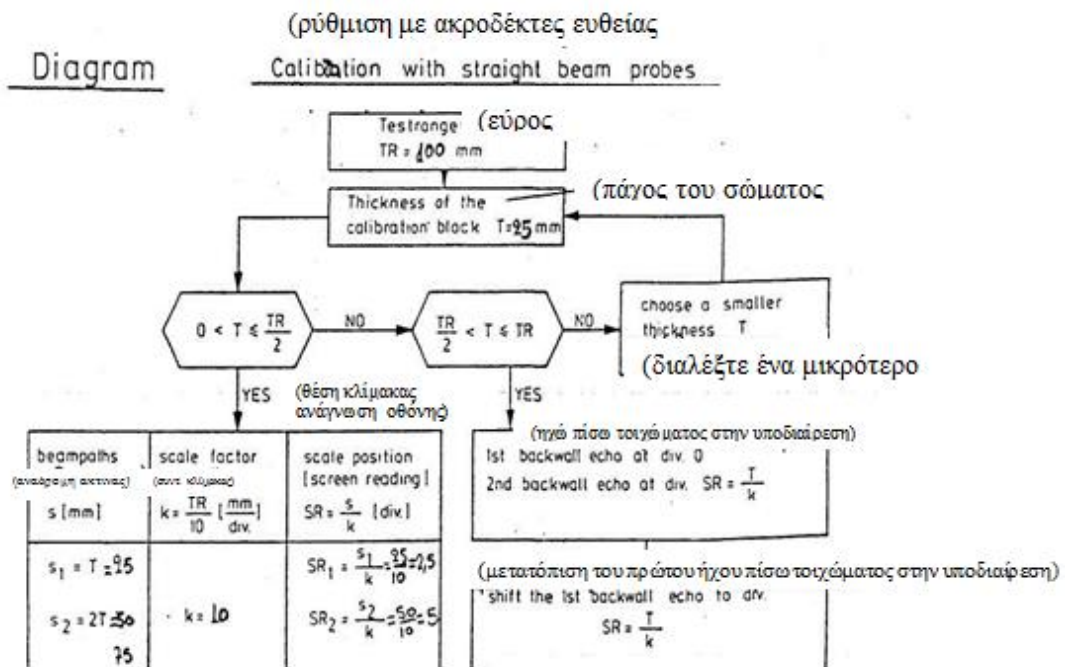 (ρύθμιση με ακροδέκτες ευθείας
Diagram
Calibration with straight beam probes
Testrange (εύρος
TR = 100 mm
(πάχος του σώματος
Thickness of the
calibration block T=25 mm
0 < T ≤ TR/2
NO
TR/2 < T ≤ TR
NO
choose a smaller
thickness T
(διαλέξτε ένα μικρότερο
YES
(θέση κλίμακας
ανάγνωση οθόνης)
YES
beampaths
(αναδρομη ακτινας)
s [mm]
scale factor
(συντ. κλίμακας)
k = TR/10 [mm/div.]
scale position
[screen reading]
SR = s/k [div.]
(ηχώ πίσω τοιχώματος στην υποδιαίρεση)
1st backwall echo at div. 0
2nd backwall echo at div. SR = T/k
s₁ = T = 25
s₂ = 2T = 50
75
k = 10
SR₁ = s₁/k = 25/10 = 2,5
SR₂ = s₂/k = 50/10 = 5
(μετατόπιση του πρώτου ήχου πίσω τοιχώματος στην υποδιαίρεση)
shift the 1st backwall echo to div.
SR = T/k